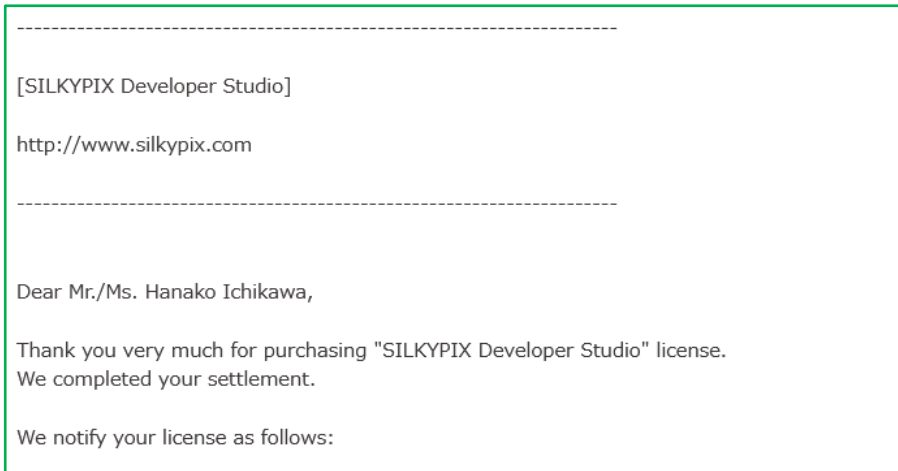 ----------------------------------------------------------------------
[SILKYPIX Developer Studio]
http://www.silkypix.com
----------------------------------------------------------------------
Dear Mr./Ms. Hanako Ichikawa,
Thank you very much for purchasing "SILKYPIX Developer Studio" license.
We completed your settlement.
We notify your license as follows: